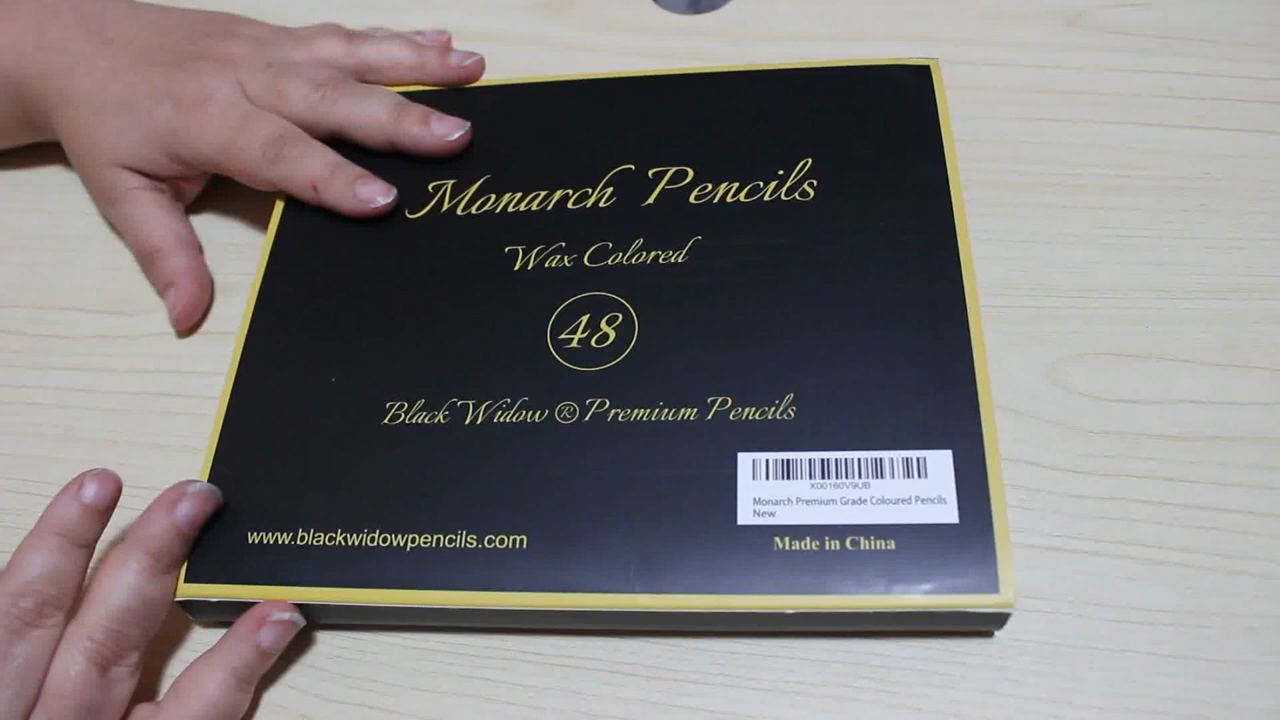 Monarch Pencils
Wax Colored
48
Black Widow ® Premium Pencils
X00160V9UB
Monarch Premium Grade Coloured Pencils
New
www.blackwidowpencils.com
Made in China